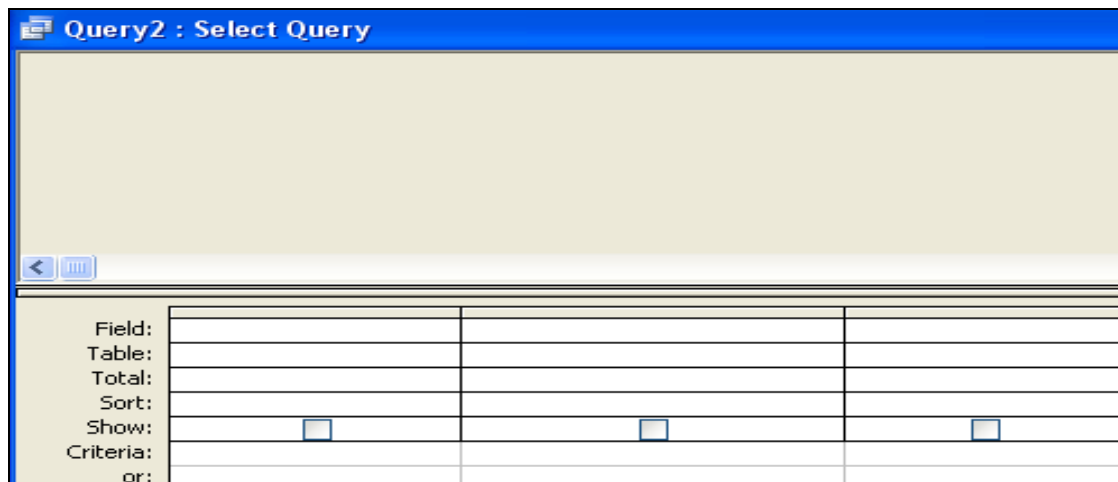 Query2 : Select Query
Field:
Table:
Total:
Sort:
Show:
Criteria:
or: